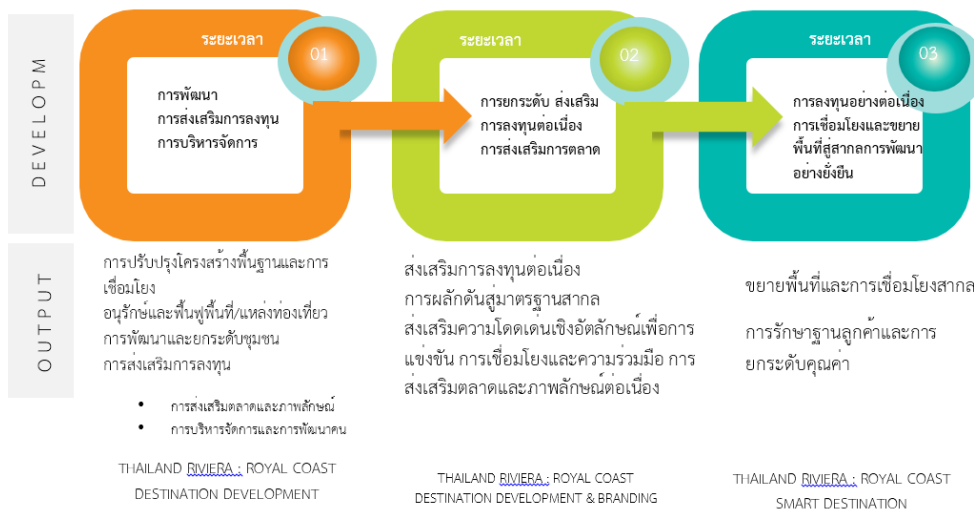 DEVELOPM
ระยะเวลา
01
การพัฒนา
การส่งเสริมการลงทุน
การบริหารจัดการ
ระยะเวลา
02
การยกระดับ ส่งเสริม
การลงทุนต่อเนื่อง
การส่งเสริมการตลาด
ระยะเวลา
03
การลงทุนอย่างต่อเนื่อง
การเชื่อมโยงและขยาย
พื้นที่สู่สากลการพัฒนา
อย่างยั่งยืน
OUTPUT
การปรับปรุงโครงสร้างพื้นฐานและการ
เชื่อมโยง
อนุรักษ์และฟื้นฟูพื้นที่/แหล่งท่องเที่ยว
การพัฒนาและยกระดับชุมชน
การส่งเสริมการลงทุน
• การส่งเสริมตลาดและภาพลักษณ์
• การบริหารจัดการและการพัฒนาคน
THAILAND RIVIERA : ROYAL COAST
DESTINATION DEVELOPMENT
ส่งเสริมการลงทุนต่อเนื่อง
การผลักดันสู่มาตรฐานสากล
ส่งเสริมความโดดเด่นเชิงอัตลักษณ์เพื่อการ
แข่งขัน การเชื่อมโยงและความร่วมมือ การ
ส่งเสริมตลาดและภาพลักษณ์ต่อเนื่อง
THAILAND RIVIERA : ROYAL COAST
DESTINATION DEVELOPMENT & BRANDING
ขยายพื้นที่และการเชื่อมโยงสากล
การรักษาฐานลูกค้าและการ
ยกระดับคุณค่า
THAILAND RIVIERA : ROYAL COAST
SMART DESTINATION